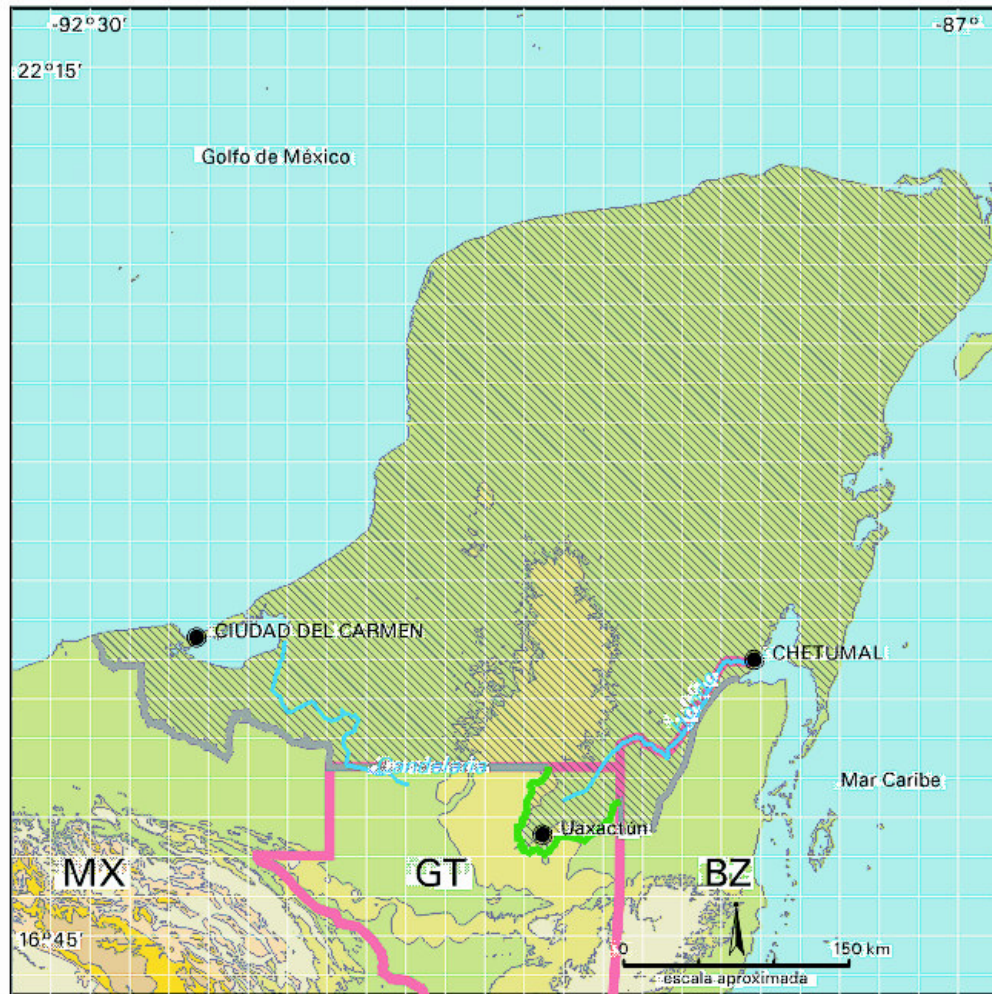 -92°30′
-87°
22°15′
Golfo de México
CIUDAD DEL CARMEN
CHETUMAL
Mar Caribe
Uaxactún
MX
GT
BZ
16°45′
0
150 km
escala aproximada